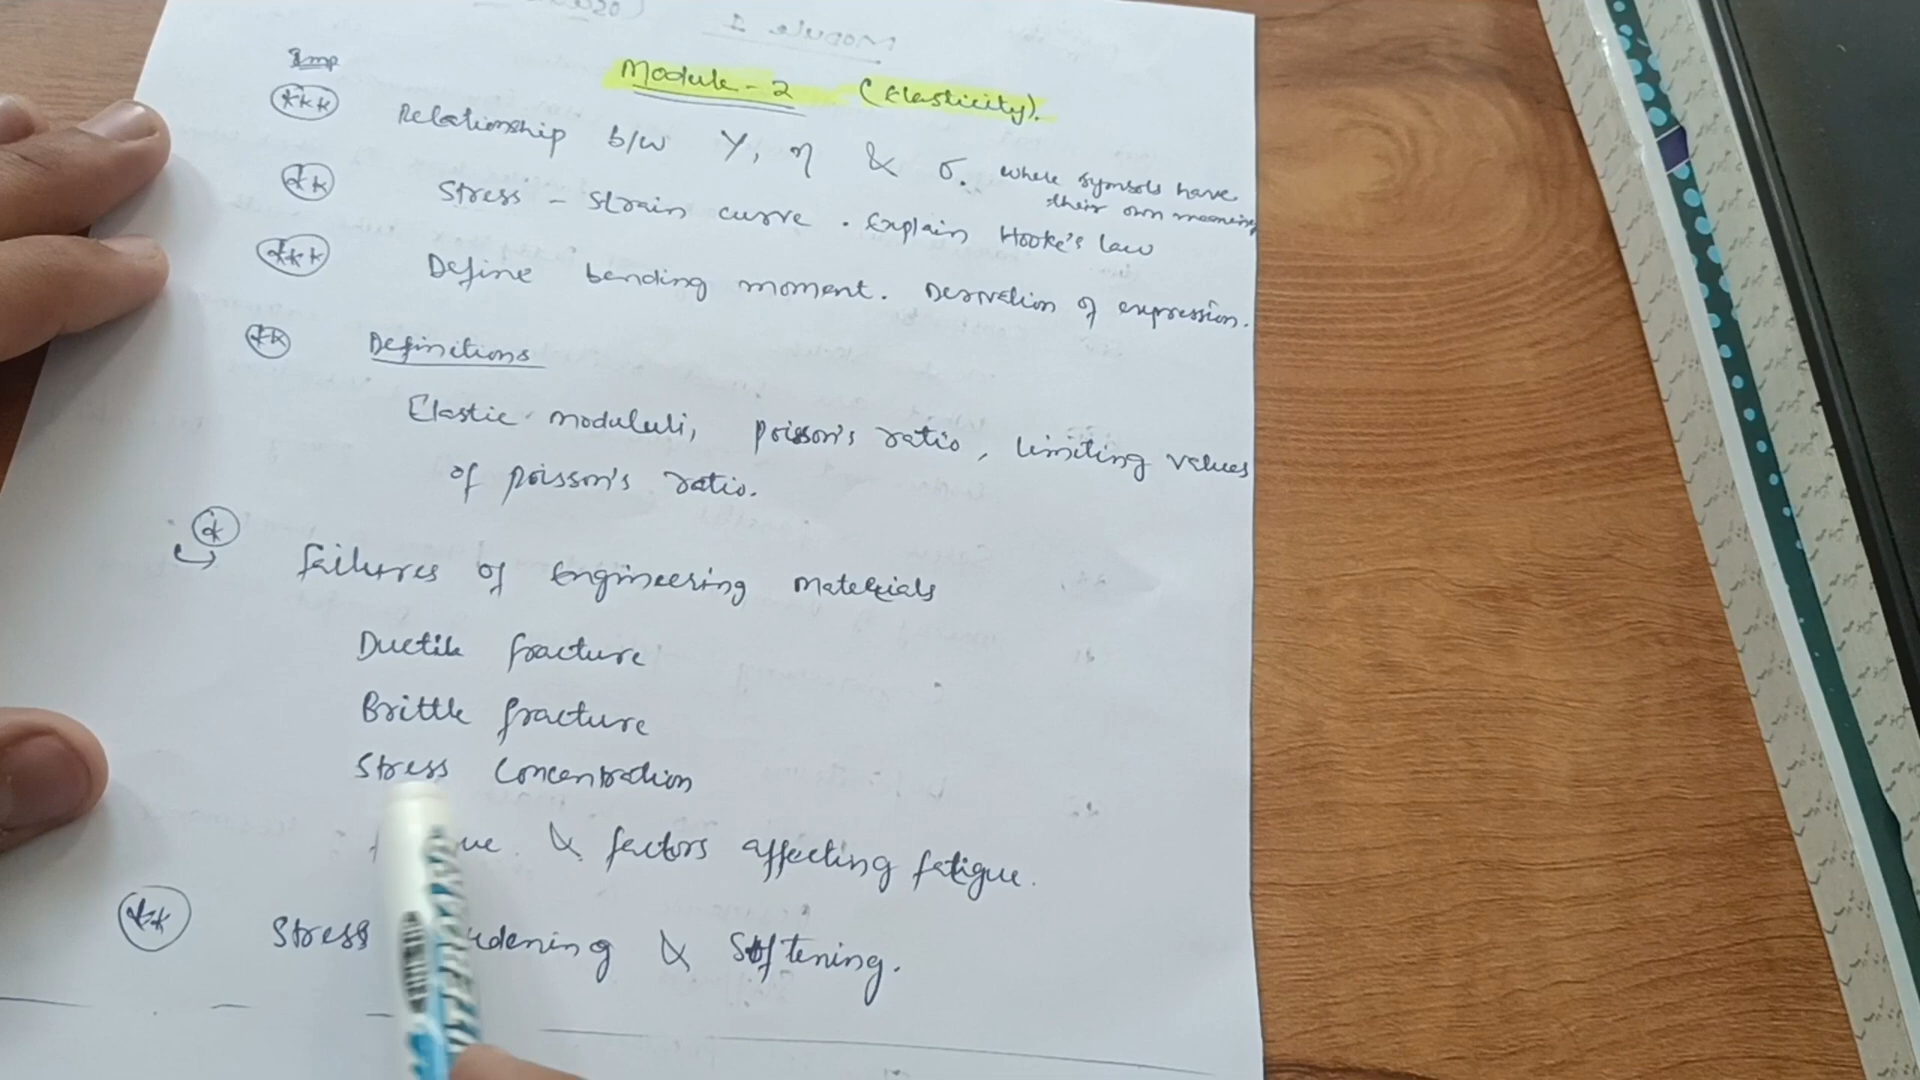 Imp
Module-2 (Elasticity).
*** Relationship b/w Y, η & σ. where symbols have
their own meaning
** Stress - Strain curve. Explain Hooke's law
*** Define bending moment. Derivation of expression.
** Definitions
Elastic modululi, poisson's ratio, limiting values
of poisson's ratio.
* Failures of Engineering Materials
Ductile fracture
Brittle fracture
Stress Concentration
& factors affecting fatigue.
** Stress & Softening.